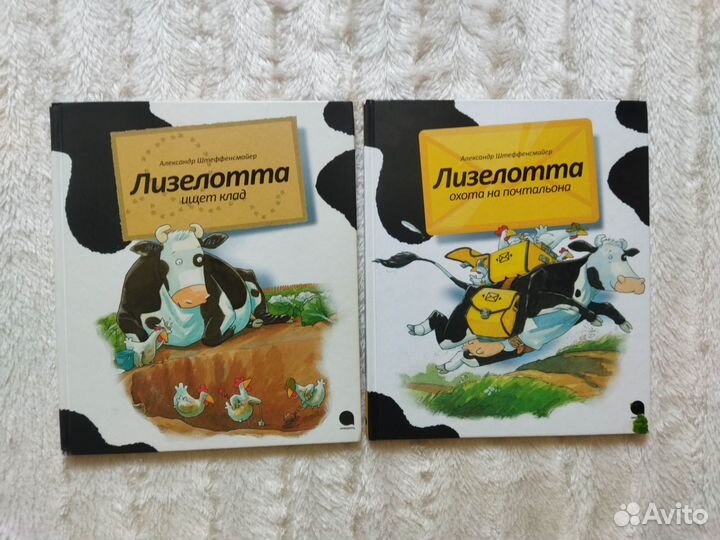 Александр Штеффенсмайер
Лизелотта
ищет клад
Александр Штеффенсмайер
Лизелотта
охота на почтальона
Avito